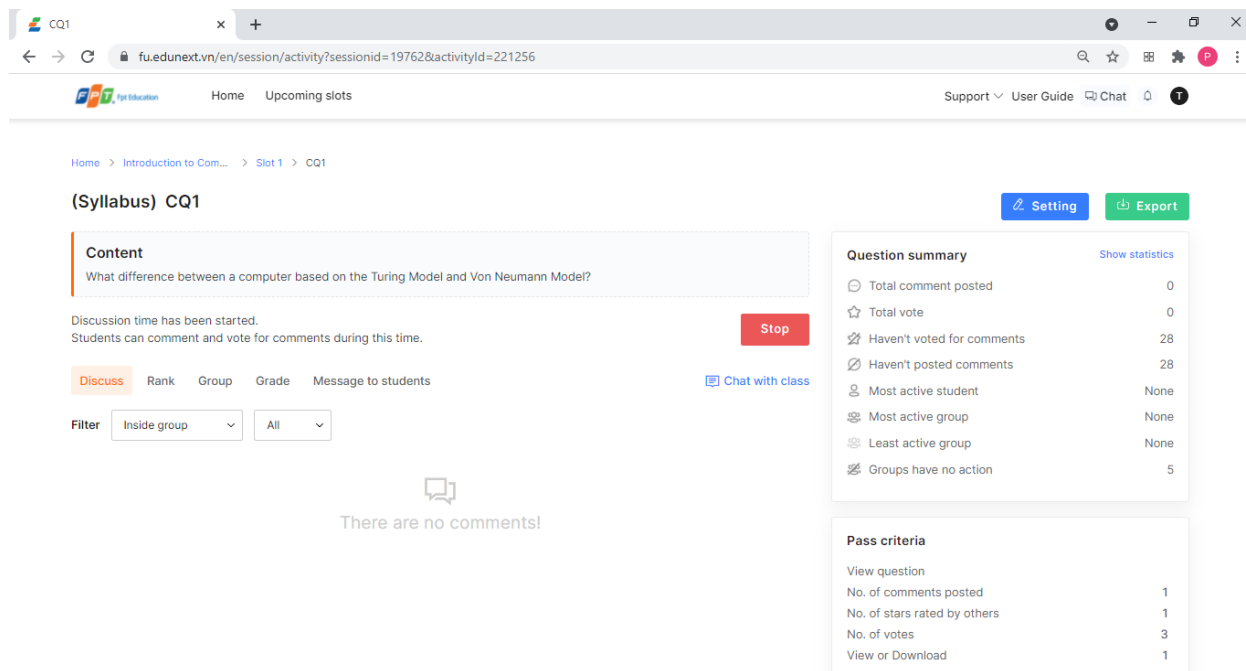 CQ1
fu.edunext.vn/en/session/activity?sessionid=19762&activityId=221256
P
FPT Fpt Education Home Upcoming slots Support User Guide Chat T
Home > Introduction to Com... > Slot 1 > CQ1
(Syllabus) CQ1
Setting Export
Content
What difference between a computer based on the Turing Model and Von Neumann Model?
Discussion time has been started.
Students can comment and vote for comments during this time.
Stop
Discuss Rank Group Grade Message to students
Chat with class
Filter Inside group All
There are no comments!
Question summary Show statistics
Total comment posted 0
Total vote 0
Haven't voted for comments 28
Haven't posted comments 28
Most active student None
Most active group None
Least active group None
Groups have no action 5
Pass criteria
View question
No. of comments posted 1
No. of stars rated by others 1
No. of votes 3
View or Download 1